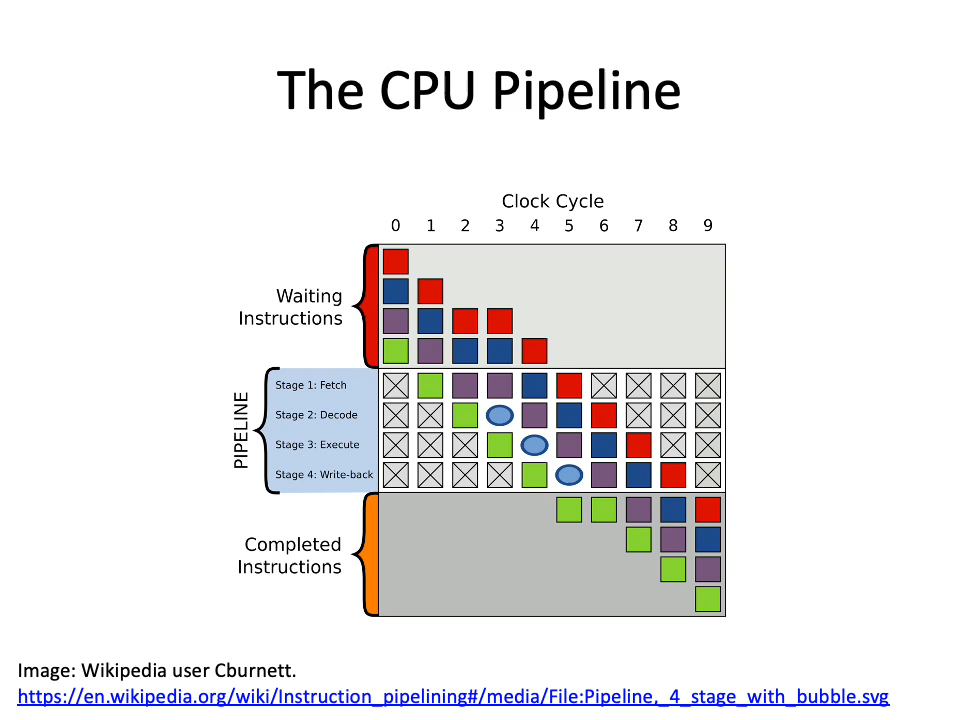 The CPU Pipeline
Clock Cycle
0 1 2 3 4 5 6 7 8 9
Waiting
Instructions
PIPELINE
Stage 1: Fetch
Stage 2: Decode
Stage 3: Execute
Stage 4: Write-back
Completed
Instructions
Image: Wikipedia user Cburnett.
https://en.wikipedia.org/wiki/Instruction_pipelining#/media/File:Pipeline,_4_stage_with_bubble.svg